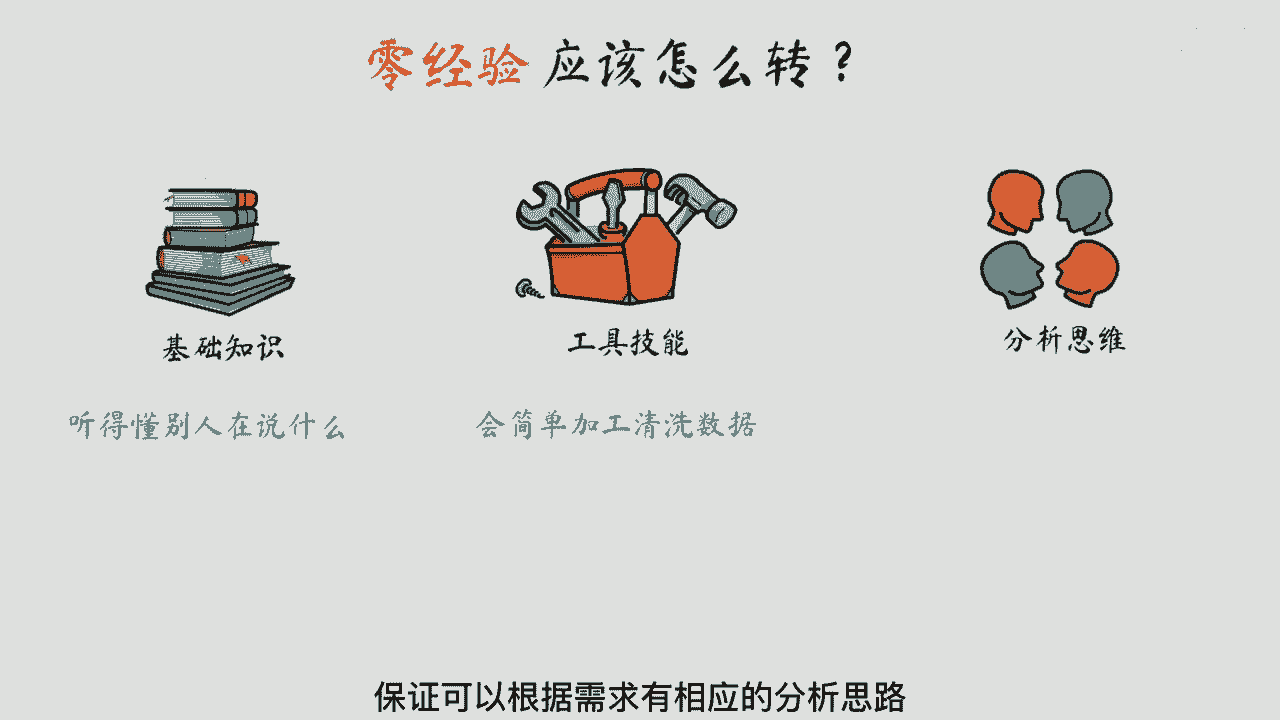 零经验 应该怎么转？
基础知识
工具技能
分析思维
听得懂别人在说什么
会简单加工清洗数据
保证可以根据需求有相应的分析思路